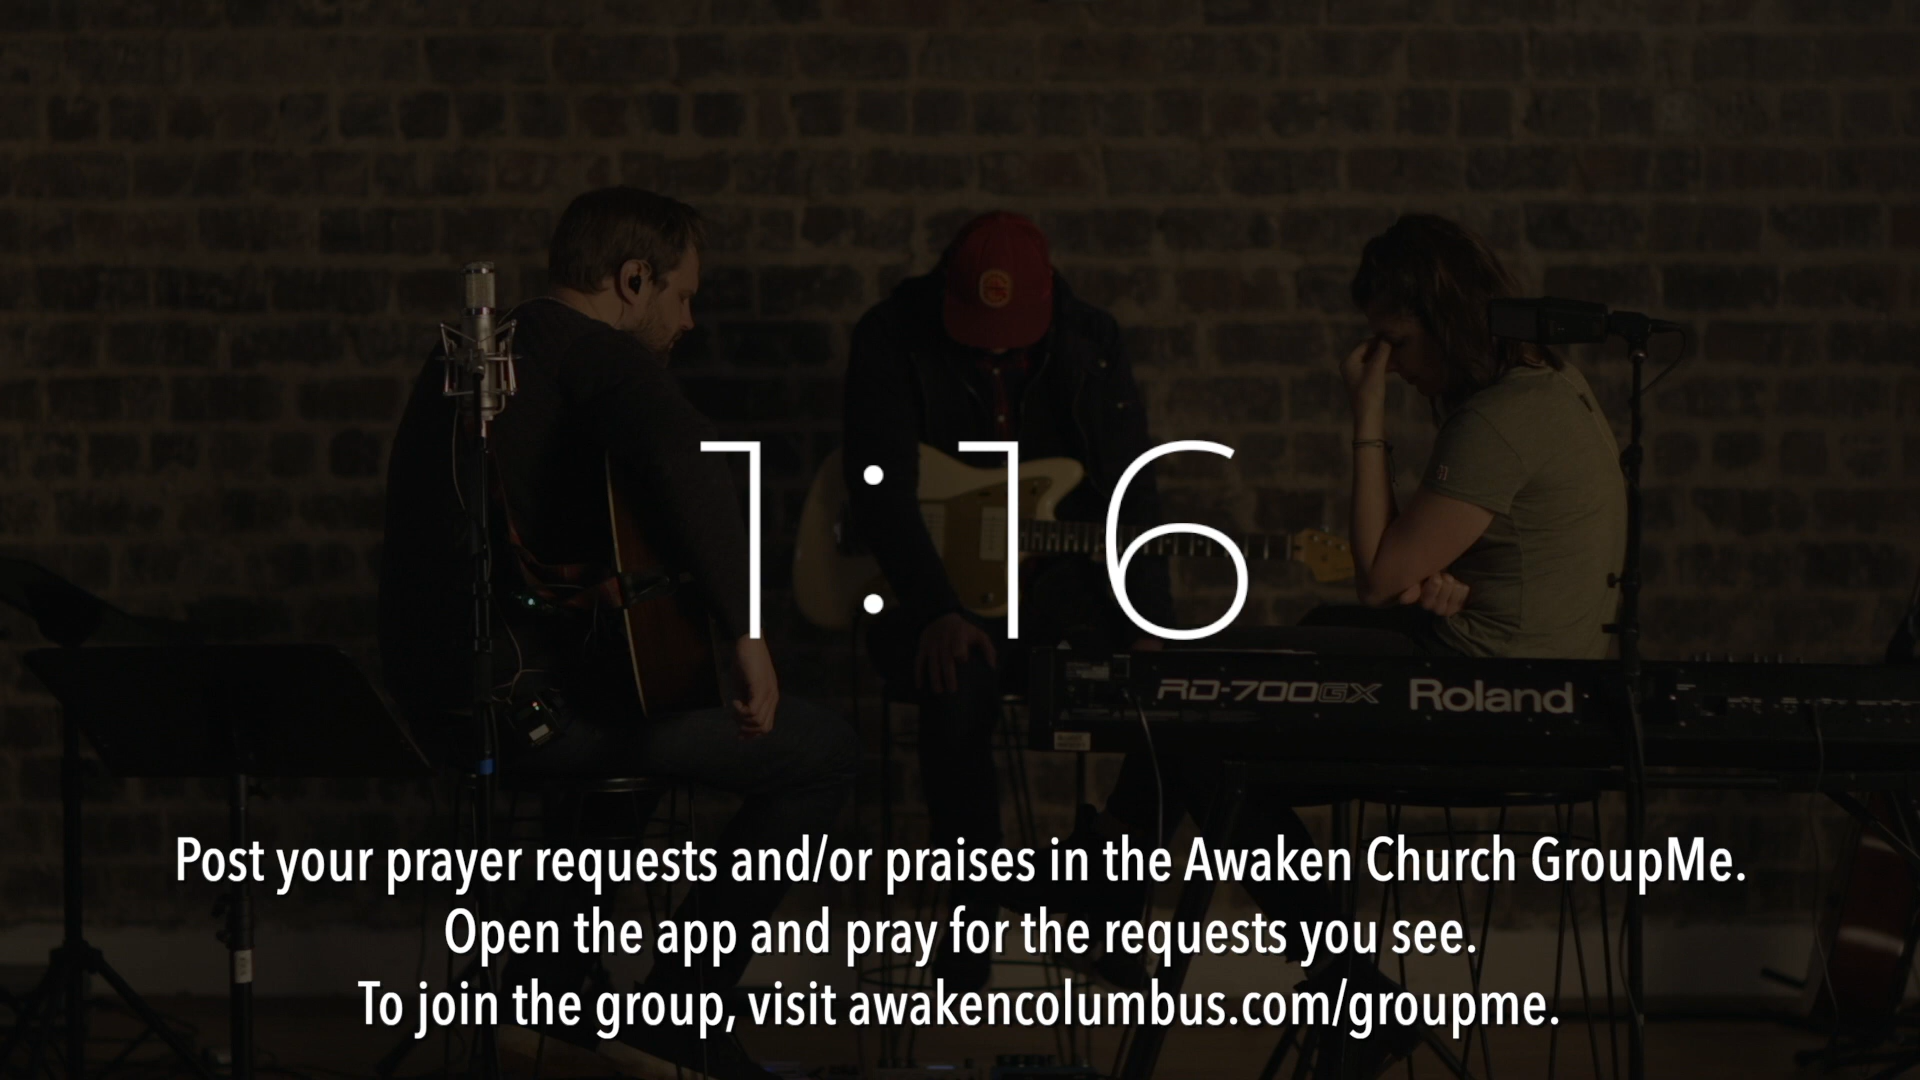 1:16
RD-700GX Roland
Post your prayer requests and/or praises in the Awaken Church GroupMe.
Open the app and pray for the requests you see.
To join the group, visit awakencolumbus.com/groupme.